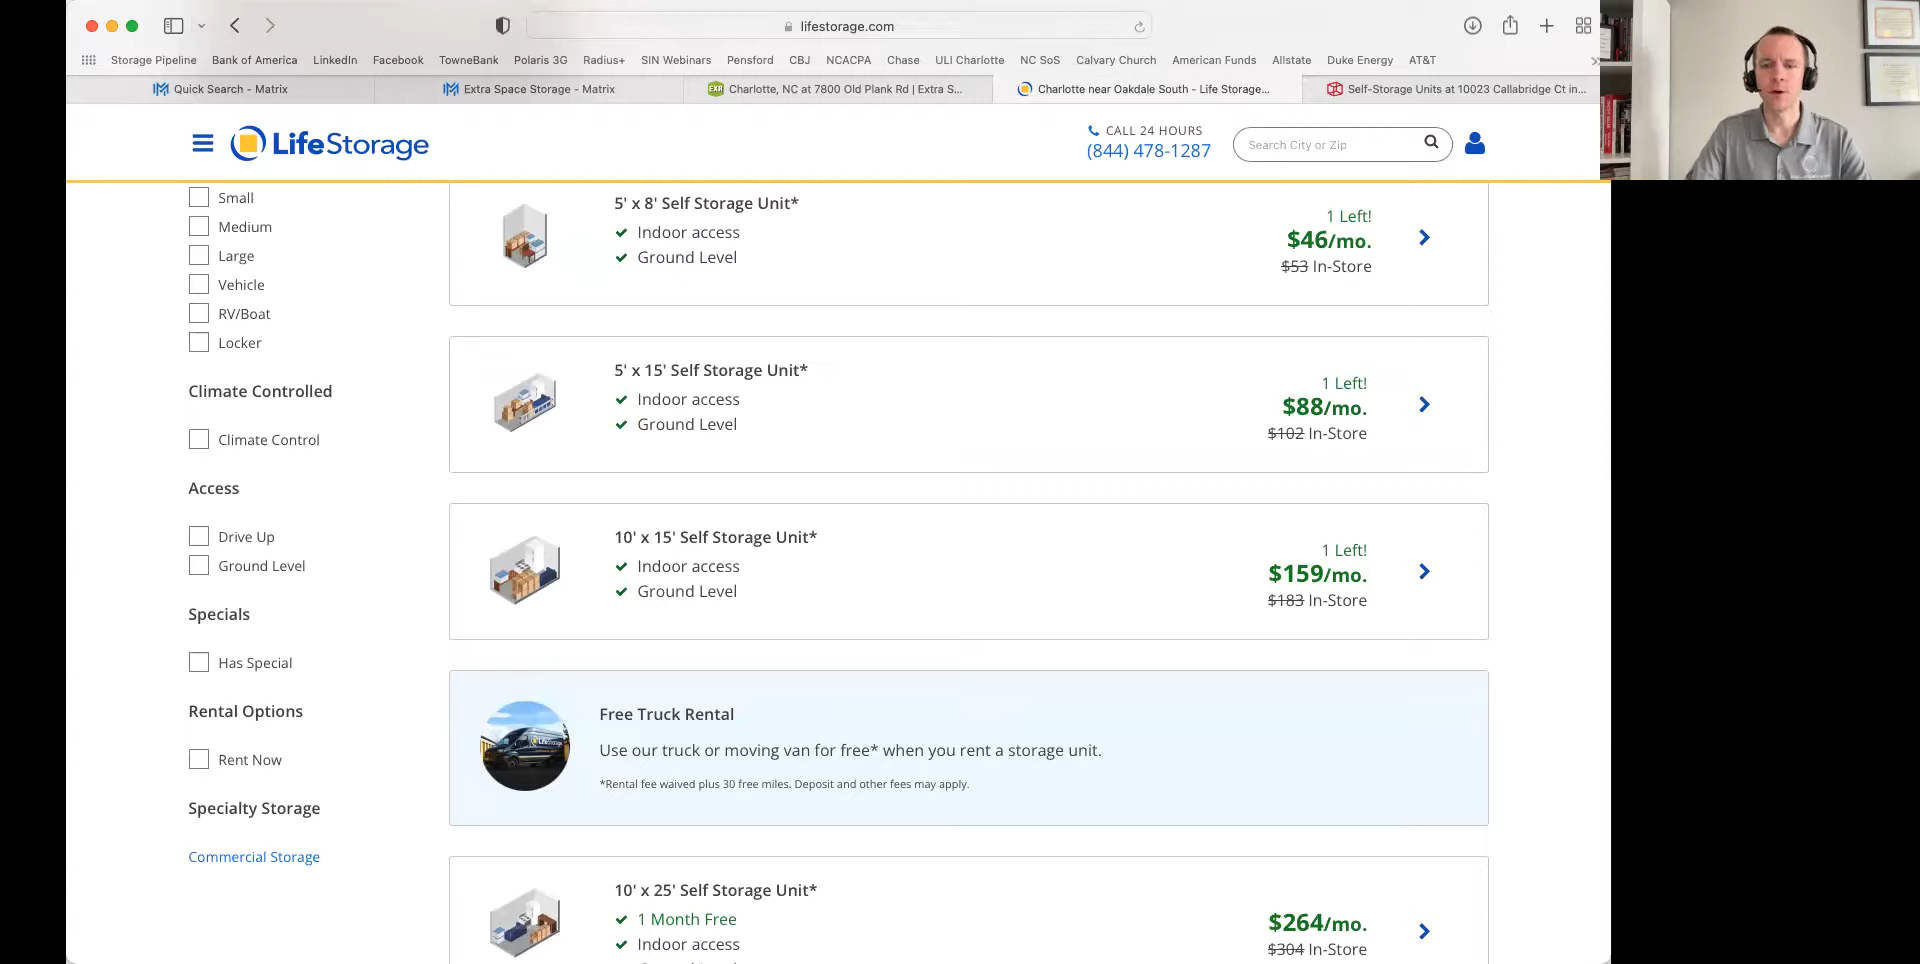 lifestorage.com
Storage Pipeline Bank of America LinkedIn Facebook TowneBank Polaris 3G Radius+ SIN Webinars Pensford CBJ NCACPA Chase ULI Charlotte NC SoS Calvary Church American Funds Allstate Duke Energy AT&T
Quick Search - Matrix
Extra Space Storage - Matrix
EXR Charlotte, NC at 7800 Old Plank Rd | Extra S...
Charlotte near Oakdale South - Life Storage...
Self-Storage Units at 10023 Callabridge Ct in...
LifeStorage
CALL 24 HOURS
(844) 478-1287
Search City or Zip
Small
Medium
Large
Vehicle
RV/Boat
Locker
Climate Controlled
Climate Control
Access
Drive Up
Ground Level
Specials
Has Special
Rental Options
Rent Now
Specialty Storage
Commercial Storage
5' x 8' Self Storage Unit*
Indoor access
Ground Level
1 Left!
$46/mo.
$53 In-Store
5' x 15' Self Storage Unit*
Indoor access
Ground Level
1 Left!
$88/mo.
$102 In-Store
10' x 15' Self Storage Unit*
Indoor access
Ground Level
1 Left!
$159/mo.
$183 In-Store
Free Truck Rental
Use our truck or moving van for free* when you rent a storage unit.
*Rental fee waived plus 30 free miles. Deposit and other fees may apply.
10' x 25' Self Storage Unit*
1 Month Free
Indoor access
$264/mo.
$304 In-Store